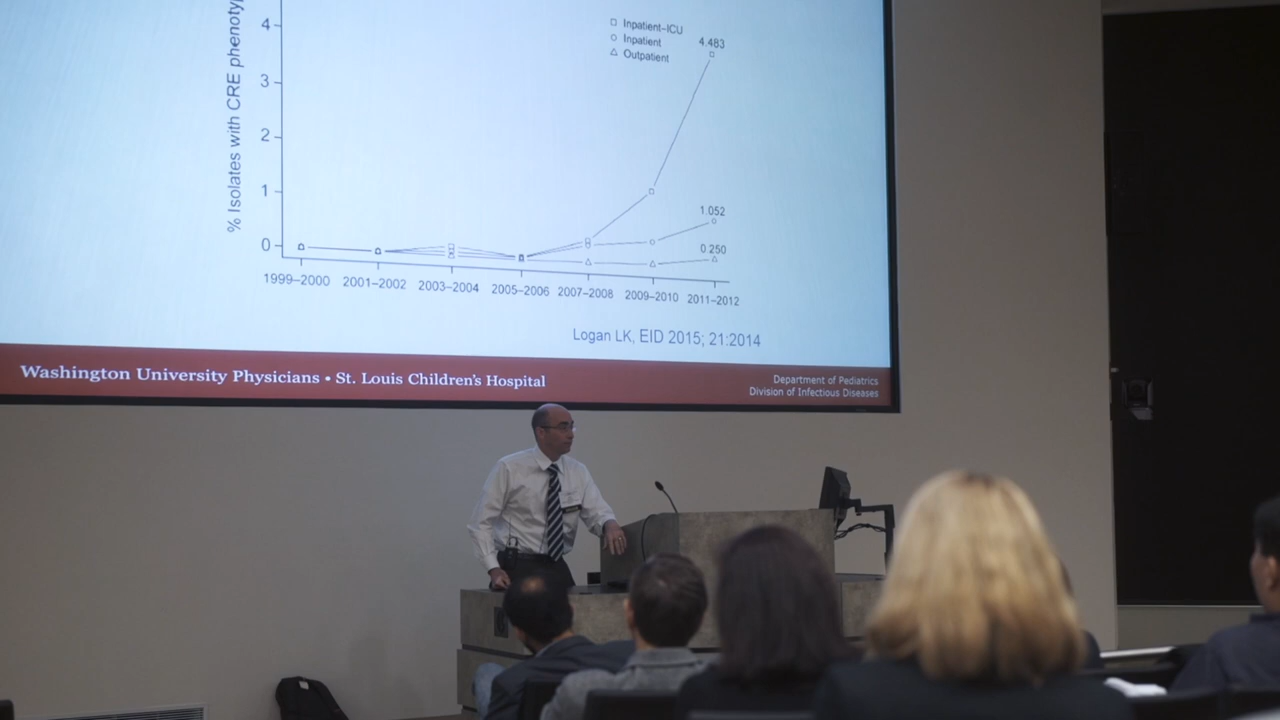 % Isolates with CRE phenotyp
4
3
2
1
0
Inpatient–ICU
Inpatient
Outpatient
4.483
1.052
0.250
1999–2000
2001–2002
2003–2004
2005–2006
2007–2008
2009–2010
2011–2012
Logan LK, EID 2015; 21:2014
Washington University Physicians • St. Louis Children's Hospital
Department of Pediatrics
Division of Infectious Diseases